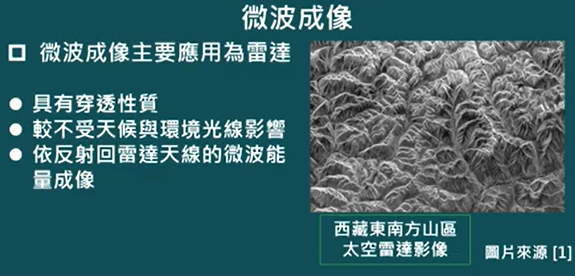 微波成像
微波成像主要應用為雷達
具有穿透性質
較不受天候與環境光線影響
依反射回雷達天線的微波能
量成像
西藏東南方山區
太空雷達影像
圖片來源 [1]